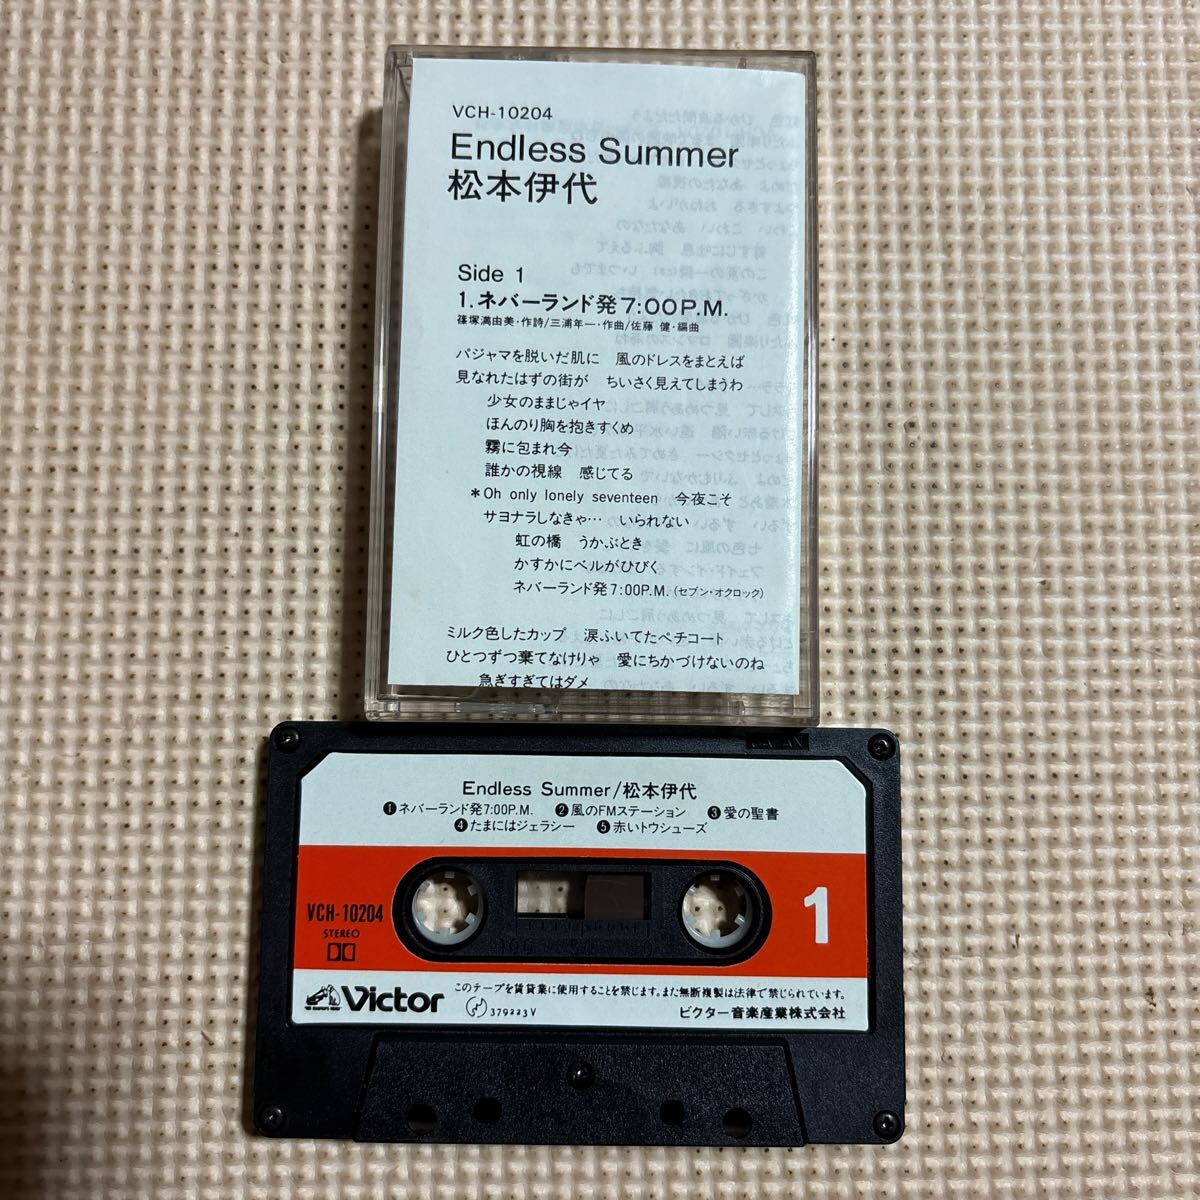 VCH-10204
Endless Summer
松本伊代
Side 1
1.ネバーランド発7:00P.M.
篠塚満由美・作詩/三浦年一・作曲/佐藤 健・編曲
パジャマを脱いだ肌に 風のドレスをまとえば
見なれたはずの街が ちいさく見えてしまうわ
少女のままじゃイヤ
ほんのり胸を抱きすくめ
霧に包まれ今
誰かの視線 感じてる
*Oh only lonely seventeen 今夜こそ
サヨナラしなきゃ… いられない
虹の橋 うかぶとき
かすかにベルがひびく
ネバーランド発7:00P.M.(セブン・オクロック)
ミルク色したカップ 涙ふいてたペチコート
ひとつずつ棄てなけりゃ 愛にちかづけないのね
急ぎすぎてはダメ
JAPAN
Endless Summer/松本伊代
❶ネバーランド発7:00P.M. ❷風のFMステーション ❸愛の聖書
❹たまにはジェラシー ❺赤いトウシューズ
VCH-10204
STEREO
1
100 50 0
Victor
このテープを賃貸業に使用することを禁じます。また無断複製は法律で禁じられています。
379223V
ビクター音楽産業株式会社